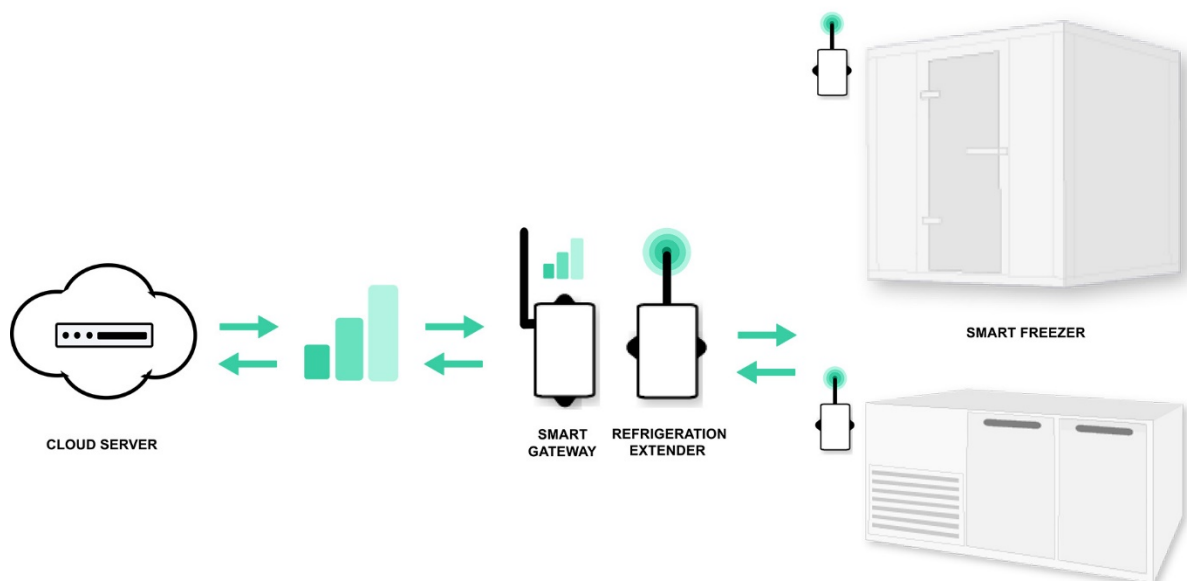 SMART FREEZER
CLOUD SERVER
SMART
GATEWAY
REFRIGERATION
EXTENDER